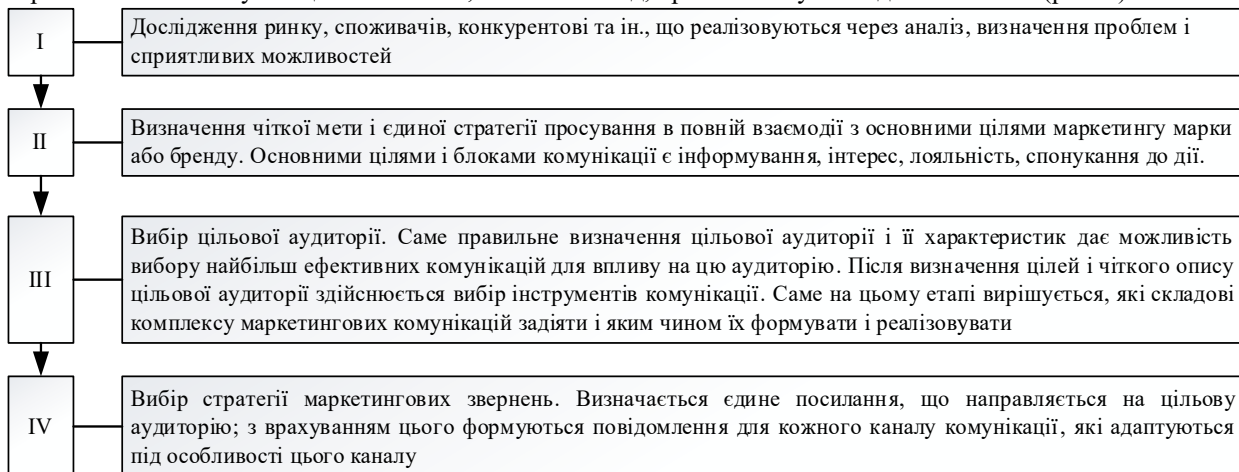 I
Дослідження ринку, споживачів, конкурентові та ін., що реалізовуються через аналіз, визначення проблем і
сприятливих можливостей
II
Визначення чіткої мети і єдиної стратегії просування в повній взаємодії з основними цілями маркетингу марки
або бренду. Основними цілями і блоками комунікації є інформування, інтерес, лояльність, спонукання до дії.
III
Вибір цільової аудиторії. Саме правильне визначення цільової аудиторії і її характеристик дає можливість
вибору найбільш ефективних комунікацій для впливу на цю аудиторію. Після визначення цілей і чіткого опису
цільової аудиторії здійснюється вибір інструментів комунікації. Саме на цьому етапі вирішується, які складові
комплексу маркетингових комунікацій задіяти і яким чином їх формувати і реалізовувати
IV
Вибір стратегії маркетингових звернень. Визначається єдине посилання, що направляється на цільову
аудиторію; з врахуванням цього формуються повідомлення для кожного каналу комунікації, які адаптуються
під особливості цього каналу